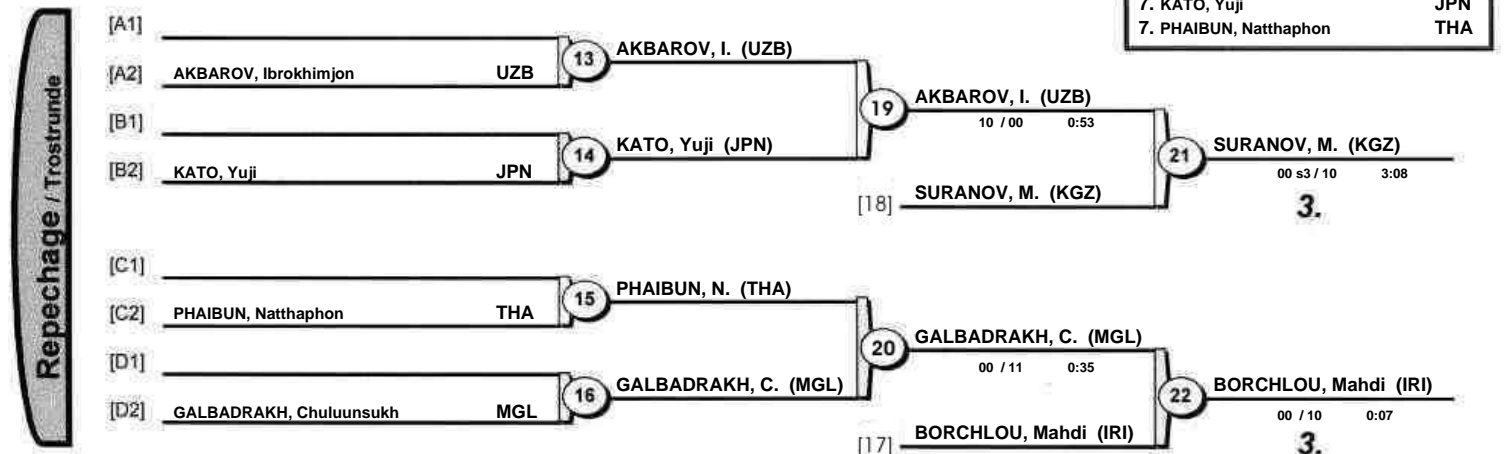 7. KATO, Yuji JPN
7. PHAIBUN, Natthaphon THA
Repechage / Trostrunde
[A1]
[A2] AKBAROV, Ibrokhimjon UZB
13 AKBAROV, I. (UZB)
[B1]
[B2] KATO, Yuji JPN
14 KATO, Yuji (JPN)
19 AKBAROV, I. (UZB)
10 / 00 0:53
[18] SURANOV, M. (KGZ)
21 SURANOV, M. (KGZ)
00 s3 / 10 3:08
3.
[C1]
[C2] PHAIBUN, Natthaphon THA
15 PHAIBUN, N. (THA)
[D1]
[D2] GALBADRAKH, Chuluunsukh MGL
16 GALBADRAKH, C. (MGL)
20 GALBADRAKH, C. (MGL)
00 / 11 0:35
[17] BORCHLOU, Mahdi (IRI)
22 BORCHLOU, Mahdi (IRI)
00 / 10 0:07
3.